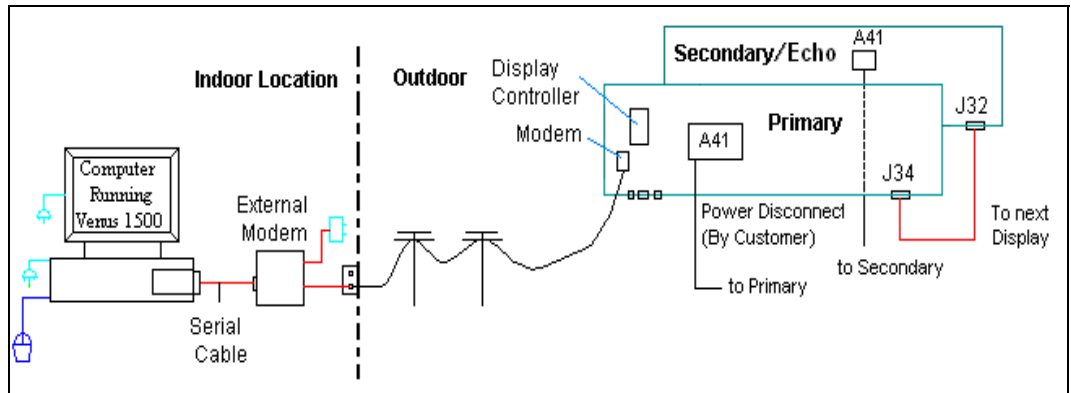 Indoor Location
Outdoor
Computer
Running
Venus 1500
External
Modem
Serial
Cable
Display
Controller
Modem
Secondary/Echo
A41
Primary
A41
J32
J34
Power Disconnect
(By Customer)
to Primary
to Secondary
To next
Display